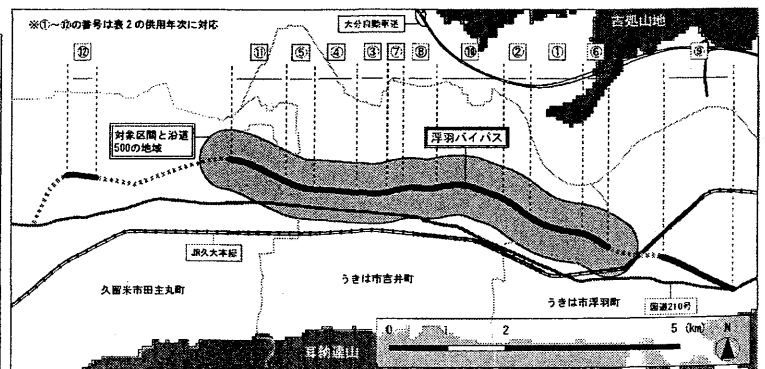 ※①～⑫の番号は表2の供用年次に対応
大分自動車道
古処山地
⑫
⑪
⑤
④
③
⑦
⑧
⑩
②
①
⑥
⑨
対象区間と沿道
500の地域
浮羽バイパス
JR久大本線
久留米市田主丸町
うきは市吉井町
うきは市浮羽町
国道210号
耳納連山
0 2 5 (km) N